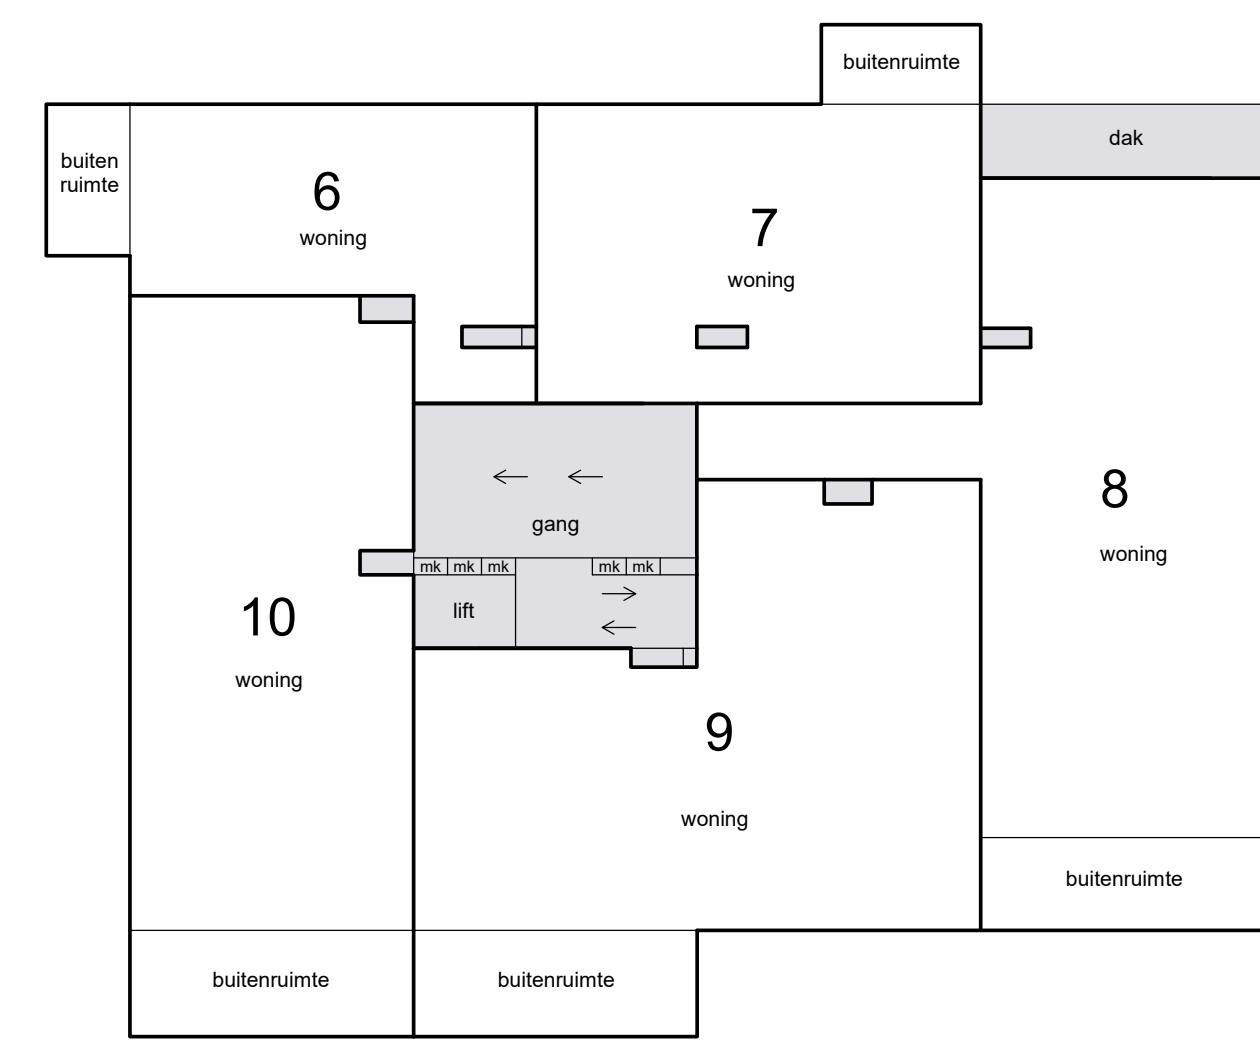 buitenruimte
dak
buiten
ruimte
6
woning
7
woning
8
woning
gang
mk mk mk mk mk
lift
10
woning
9
woning
buitenruimte
buitenruimte
buitenruimte